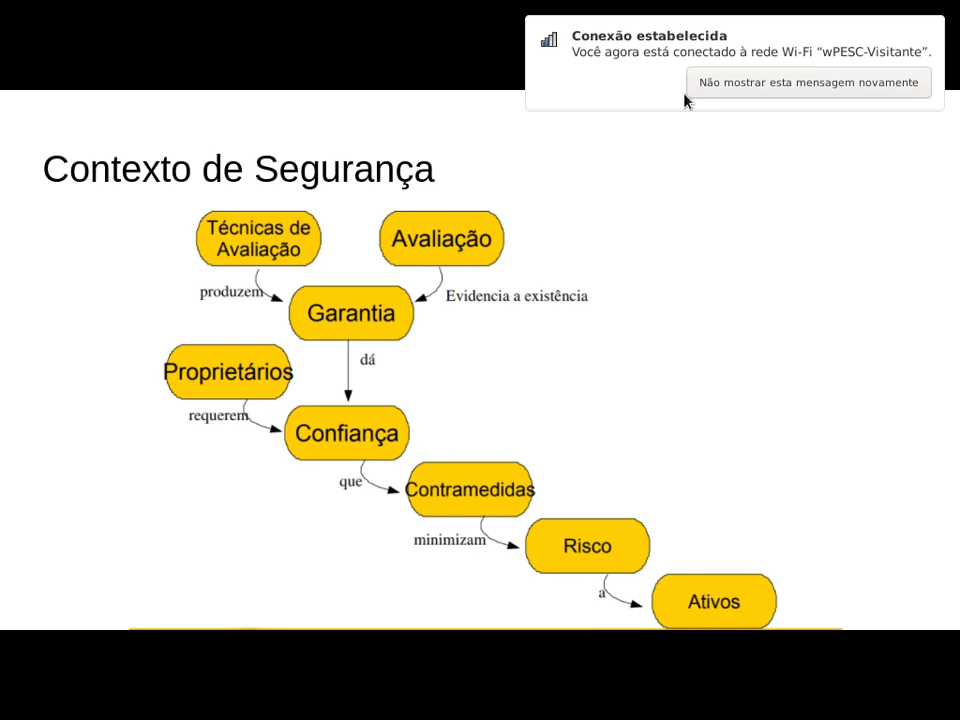 Conexão estabelecida
Você agora está conectado à rede Wi-Fi “wPESC-Visitante”.
Não mostrar esta mensagem novamente
Contexto de Segurança
Técnicas de
Avaliação
Avaliação
produzem
Evidencia a existência
Garantia
dá
Proprietários
requerem
Confiança
que
Contramedidas
minimizam
Risco
a
Ativos